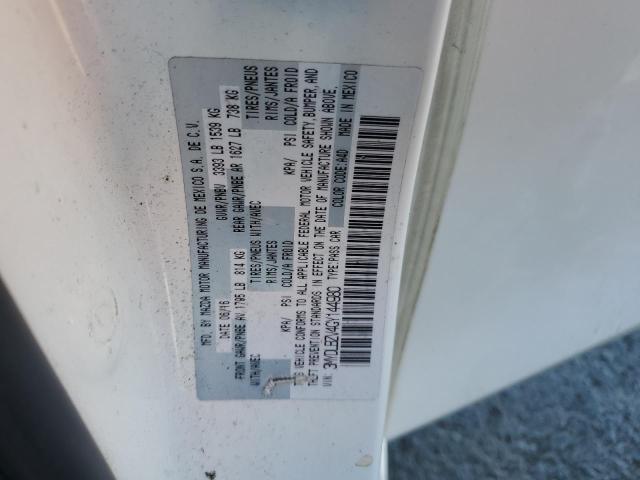 MFD. BY MAZDA MOTOR MANUFACTURING DE MEXICO S.A. DE C.V.
DATE 06/16 GVWR/PNBV 3393 LB 1539 KG
FRONT GAWR/PNBE AV 1795 LB 814 KG REAR GAWR/PNBE AR 1627 LB 738 KG
WITH/AVEC TIRES/PNEUS WITH/AVEC TIRES/PNEUS
RIMS/JANTES RIMS/JANTES
KPA/ PSI COLD/A FROID KPA/ PSI COLD/A FROID
THIS VEHICLE CONFORMS TO ALL APPLICABLE FEDERAL MOTOR VEHICLE SAFETY, BUMPER, AND
THEFT PREVENTION STANDARDS IN EFFECT ON THE DATE OF MANUFACTURE SHOWN ABOVE.
VIN: 3MYDLBZV4GY144980 TYPE:PASS CAR COLOR CODE: A4D MADE IN MEXICO